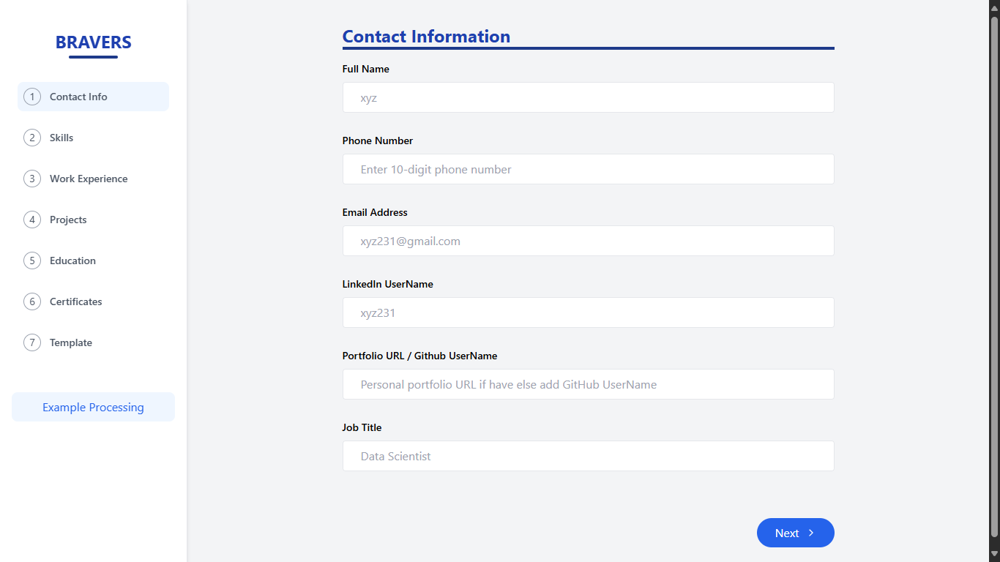 BRAVERS
1 Contact Info
2 Skills
3 Work Experience
4 Projects
5 Education
6 Certificates
7 Template
Example Processing
Contact Information
Full Name
xyz
Phone Number
Enter 10-digit phone number
Email Address
xyz231@gmail.com
LinkedIn UserName
xyz231
Portfolio URL / Github UserName
Personal portfolio URL if have else add GitHub UserName
Job Title
Data Scientist
Next